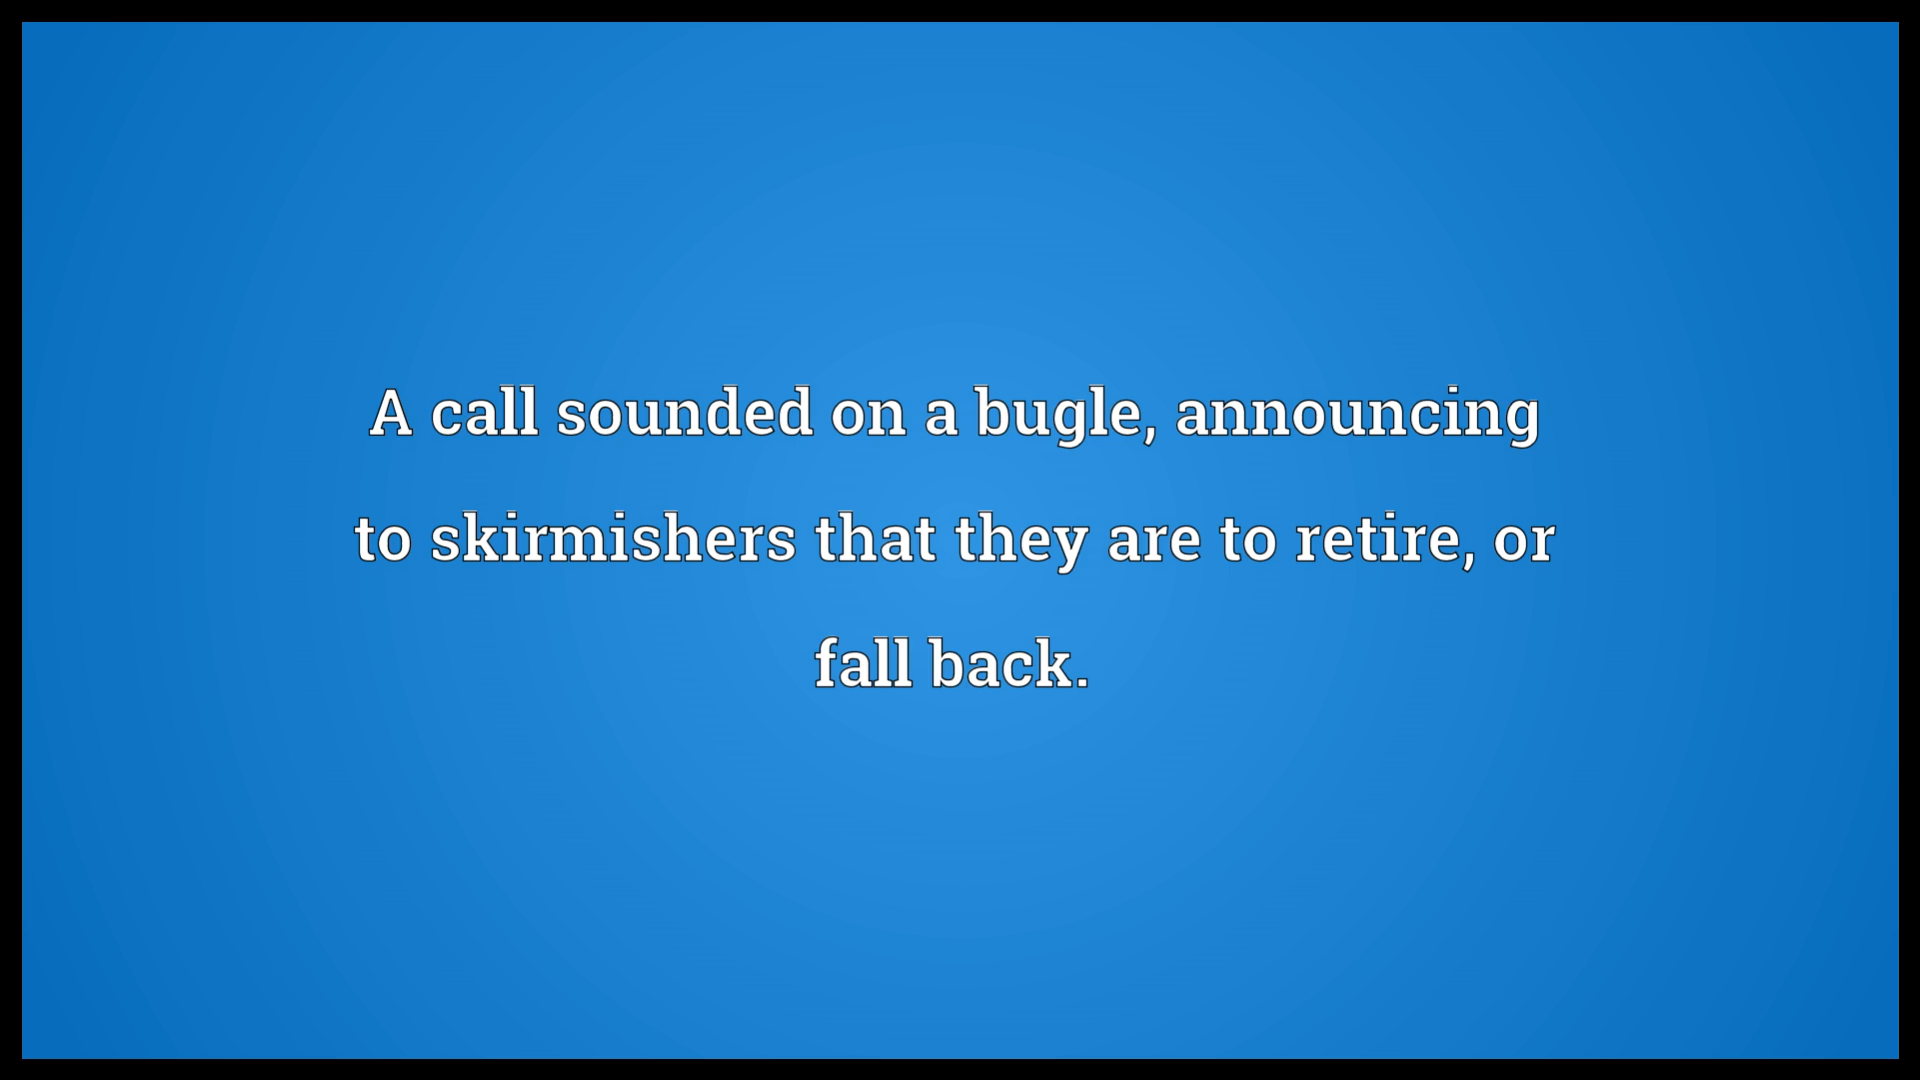 A call sounded on a bugle, announcing
to skirmishers that they are to retire, or
fall back.